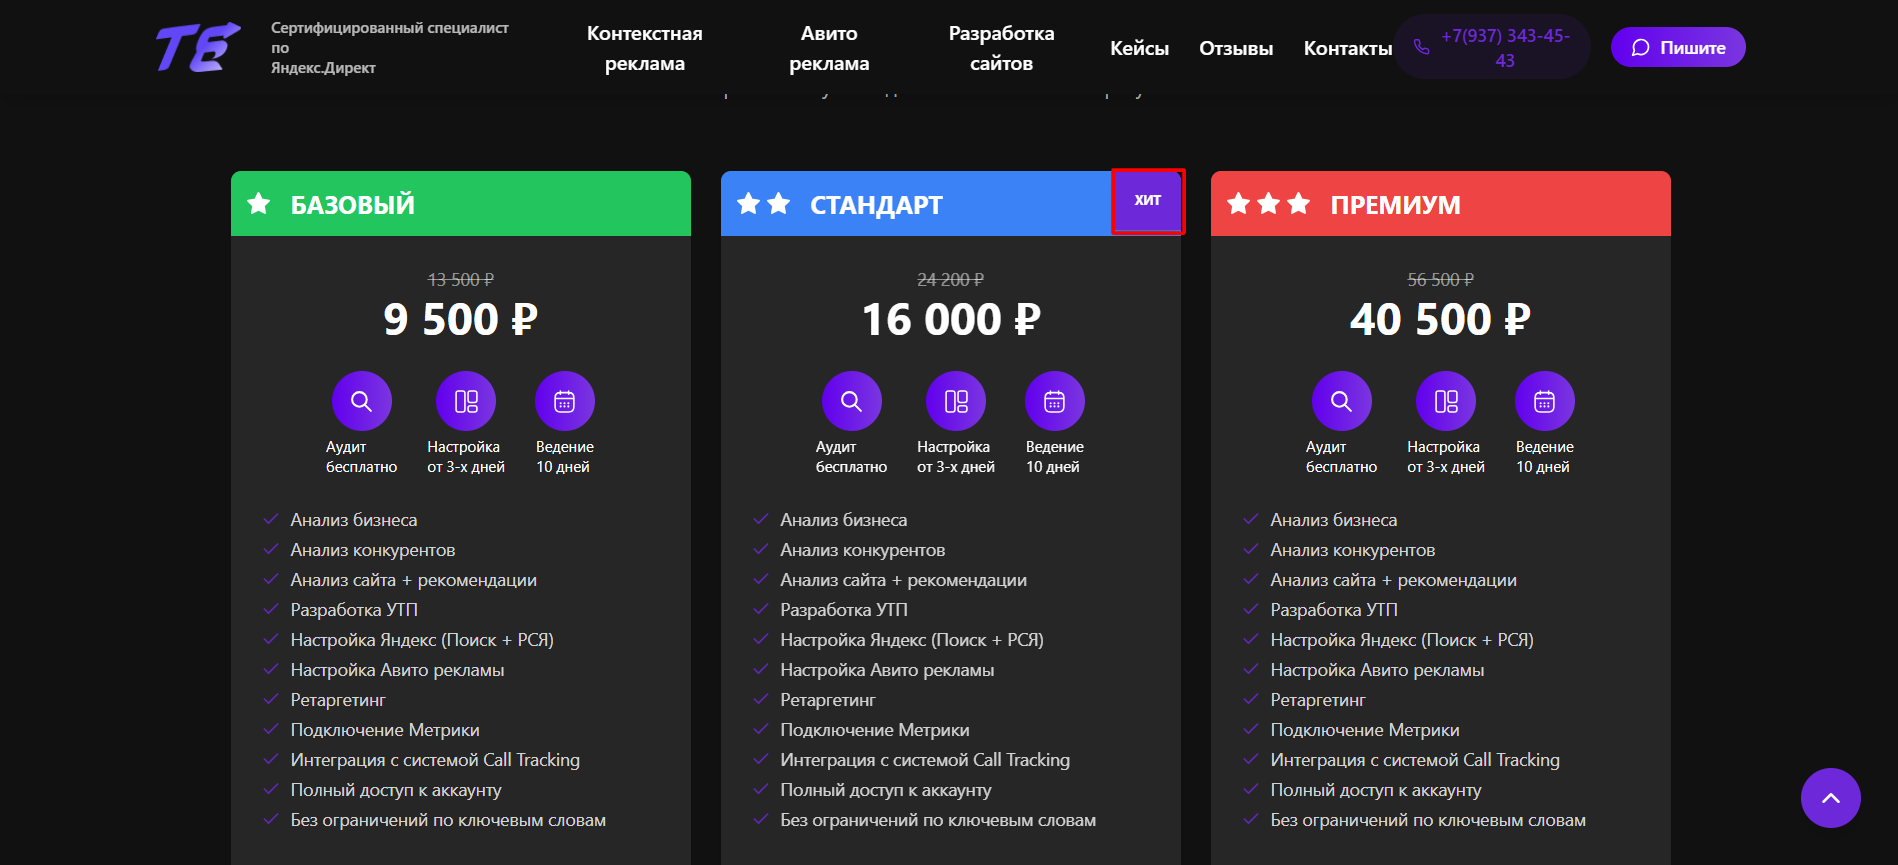 ТЕ
Сертифицированный специалист
по
Яндекс.Директ
Контекстная
реклама
Авито
реклама
Разработка
сайтов
Кейсы
Отзывы
Контакты
+7(937) 343-45-
43
Пишите
БАЗОВЫЙ
13 500 ₽
9 500 ₽
Аудит
бесплатно
Настройка
от 3-х дней
Ведение
10 дней
Анализ бизнеса
Анализ конкурентов
Анализ сайта + рекомендации
Разработка УТП
Настройка Яндекс (Поиск + РСЯ)
Настройка Авито рекламы
Ретаргетинг
Подключение Метрики
Интеграция с системой Call Tracking
Полный доступ к аккаунту
Без ограничений по ключевым словам
СТАНДАРТ
ХИТ
24 200 ₽
16 000 ₽
Аудит
бесплатно
Настройка
от 3-х дней
Ведение
10 дней
Анализ бизнеса
Анализ конкурентов
Анализ сайта + рекомендации
Разработка УТП
Настройка Яндекс (Поиск + РСЯ)
Настройка Авито рекламы
Ретаргетинг
Подключение Метрики
Интеграция с системой Call Tracking
Полный доступ к аккаунту
Без ограничений по ключевым словам
ПРЕМИУМ
56 500 ₽
40 500 ₽
Аудит
бесплатно
Настройка
от 3-х дней
Ведение
10 дней
Анализ бизнеса
Анализ конкурентов
Анализ сайта + рекомендации
Разработка УТП
Настройка Яндекс (Поиск + РСЯ)
Настройка Авито рекламы
Ретаргетинг
Подключение Метрики
Интеграция с системой Call Tracking
Полный доступ к аккаунту
Без ограничений по ключевым словам